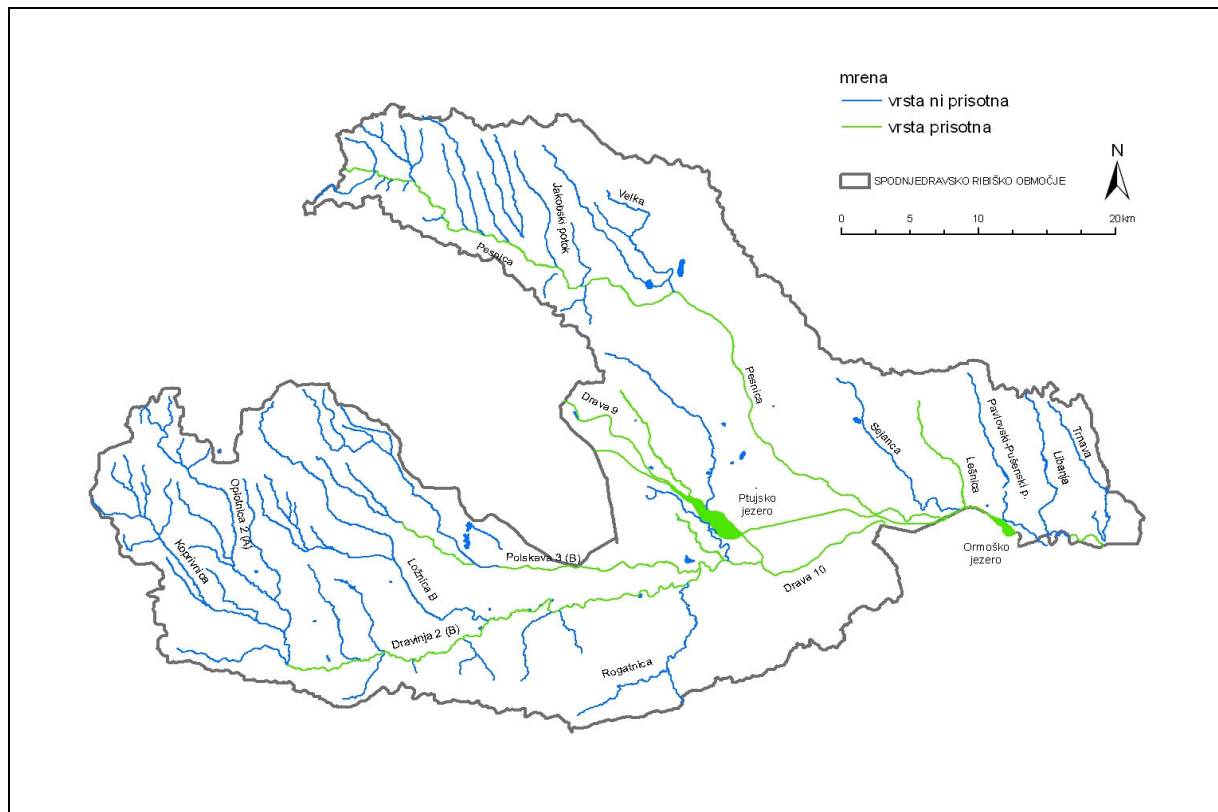 mrena
vrsta ni prisotna
vrsta prisotna
N
SPODNJEDRAVSKO RIBIŠKO OBMOČJE
0 5 10 20 km
Velka
Jakobski potok
Pesnica
Pesnica
Drava 9
Sejanca
Lešnica
Pavlovski-Pušenski p.
Libanja
Trnava
Ptujsko
jezero
Ormoško
jezero
Oplotnica 2 (A)
Koprivnica
Ložnica B
Polskava 3 (B)
Drava 10
Dravinja 2 (B)
Rogatnica